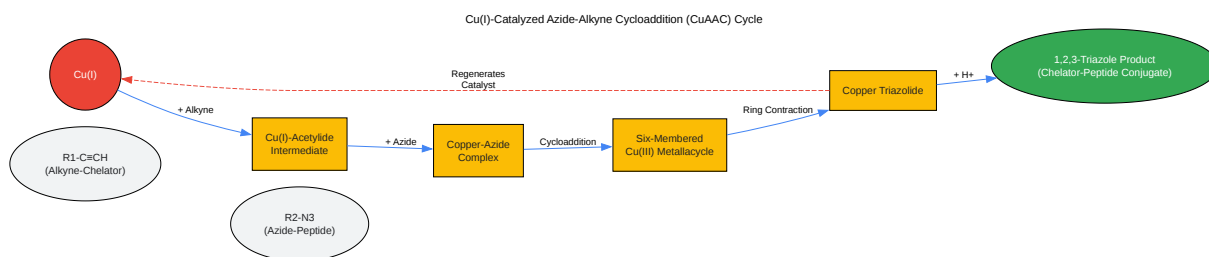 Cu(I)-Catalyzed Azide-Alkyne Cycloaddition (CuAAC) Cycle
Cu(I)
Regenerates
Catalyst
+ Alkyne
R1-C≡CH
(Alkyne-Chelator)
Cu(I)-Acetylide
Intermediate
+ Azide
R2-N3
(Azide-Peptide)
Copper-Azide
Complex
Cycloaddition
Six-Membered
Cu(III) Metallacycle
Ring Contraction
Copper Triazolide
+ H+
1,2,3-Triazole Product
(Chelator-Peptide Conjugate)